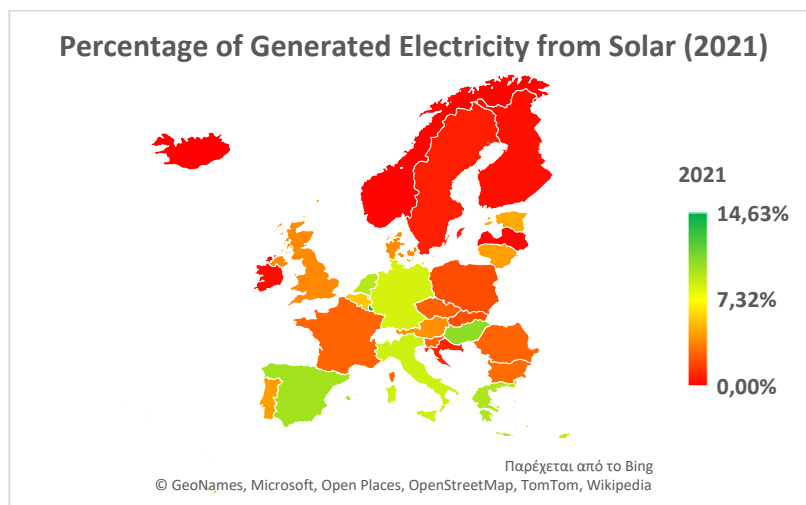 Percentage of Generated Electricity from Solar (2021)
2021
14,63%
7,32%
0,00%
Παρέχεται από το Bing
© GeoNames, Microsoft, Open Places, OpenStreetMap, TomTom, Wikipedia